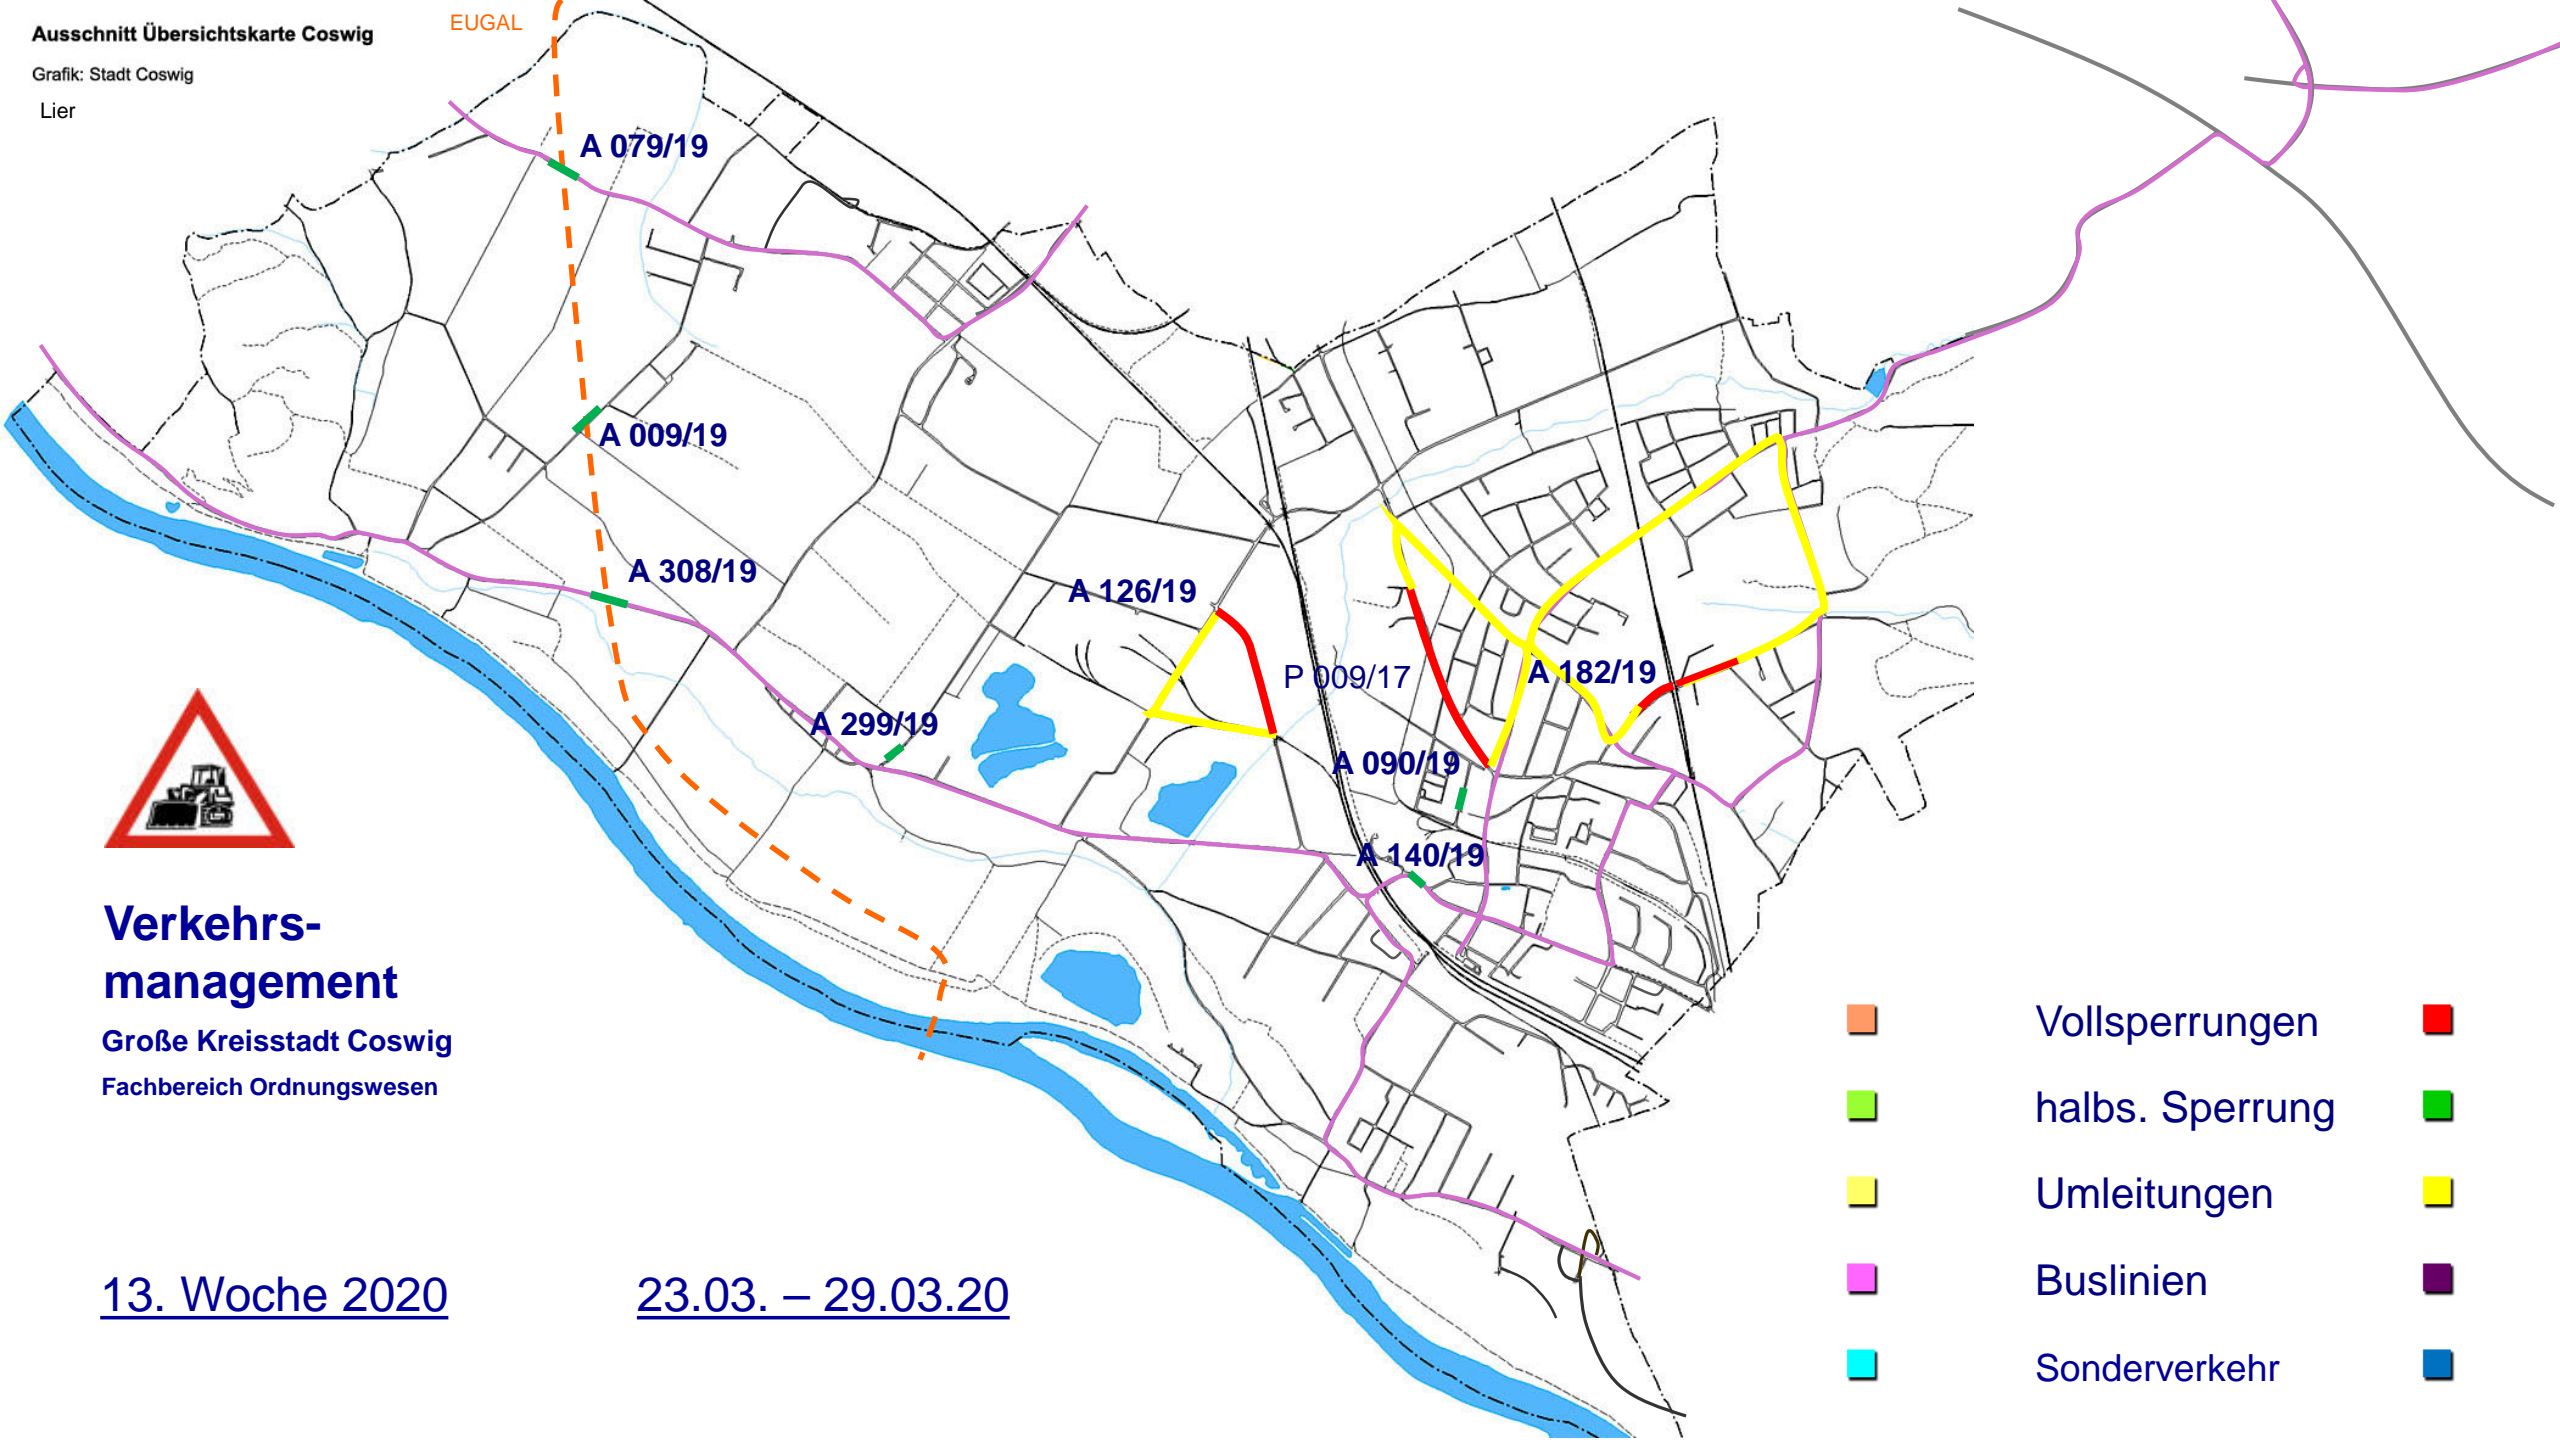 Ausschnitt Übersichtskarte Coswig
EUGAL
Grafik: Stadt Coswig
Lier
A 079/19
A 009/19
A 308/19
A 126/19
P 009/17
A 182/19
A 299/19
A 090/19
A 140/19
Verkehrs-
management
Große Kreisstadt Coswig
Fachbereich Ordnungswesen
13. Woche 2020
23.03. – 29.03.20
Vollsperrungen
halbs. Sperrung
Umleitungen
Buslinien
Sonderverkehr